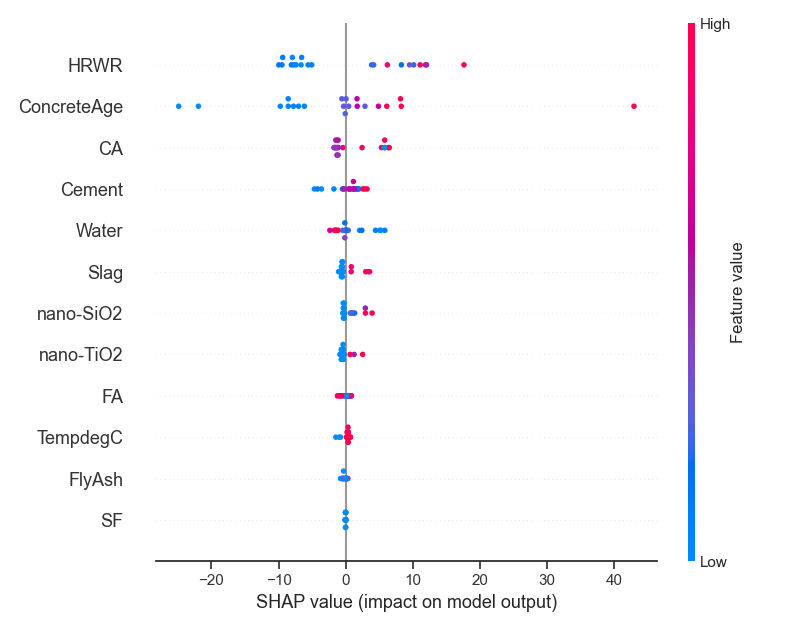 High
HRWR
ConcreteAge
CA
Cement
Water
Slag
nano-SiO2
nano-TiO2
FA
TempdegC
FlyAsh
SF
Feature value
Low
−20 −10 0 10 20 30 40
SHAP value (impact on model output)